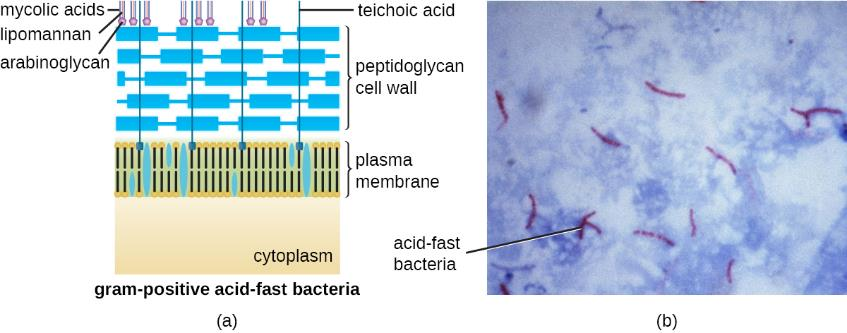 mycolic acids
lipomannan
arabinoglycan
teichoic acid
peptidoglycan
cell wall
plasma
membrane
cytoplasm
gram-positive acid-fast bacteria
(a)
acid-fast
bacteria
(b)